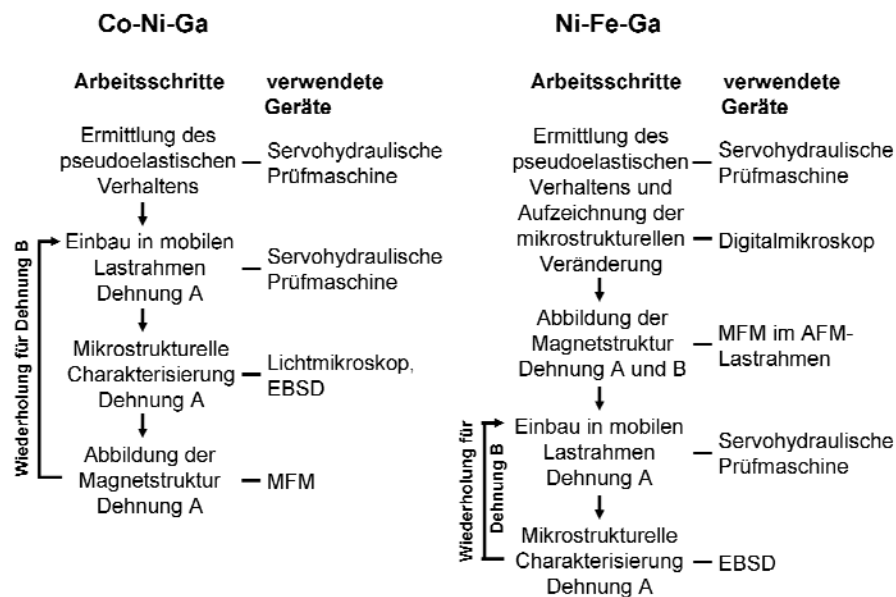 Co-Ni-Ga
Arbeitsschritte
verwendete
Geräte
Ermittlung des
pseudoelastischen
Verhaltens
Servohydraulische
Prüfmaschine
Wiederholung für Dehnung B
Einbau in mobilen
Lastrahmen
Dehnung A
Servohydraulische
Prüfmaschine
Mikrostrukturelle
Charakterisierung
Dehnung A
Lichtmikroskop,
EBSD
Abbildung der
Magnetstruktur
Dehnung A
MFM
Ni-Fe-Ga
Arbeitsschritte
verwendete
Geräte
Ermittlung des
pseudoelastischen
Verhaltens und
Aufzeichnung der
mikrostrukturellen
Veränderung
Servohydraulische
Prüfmaschine
Digitalmikroskop
Abbildung der
Magnetstruktur
Dehnung A und B
MFM im AFM-
Lastrahmen
Wiederholung für
Dehnung B
Einbau in mobilen
Lastrahmen
Dehnung A
Servohydraulische
Prüfmaschine
Mikrostrukturelle
Charakterisierung
Dehnung A
EBSD